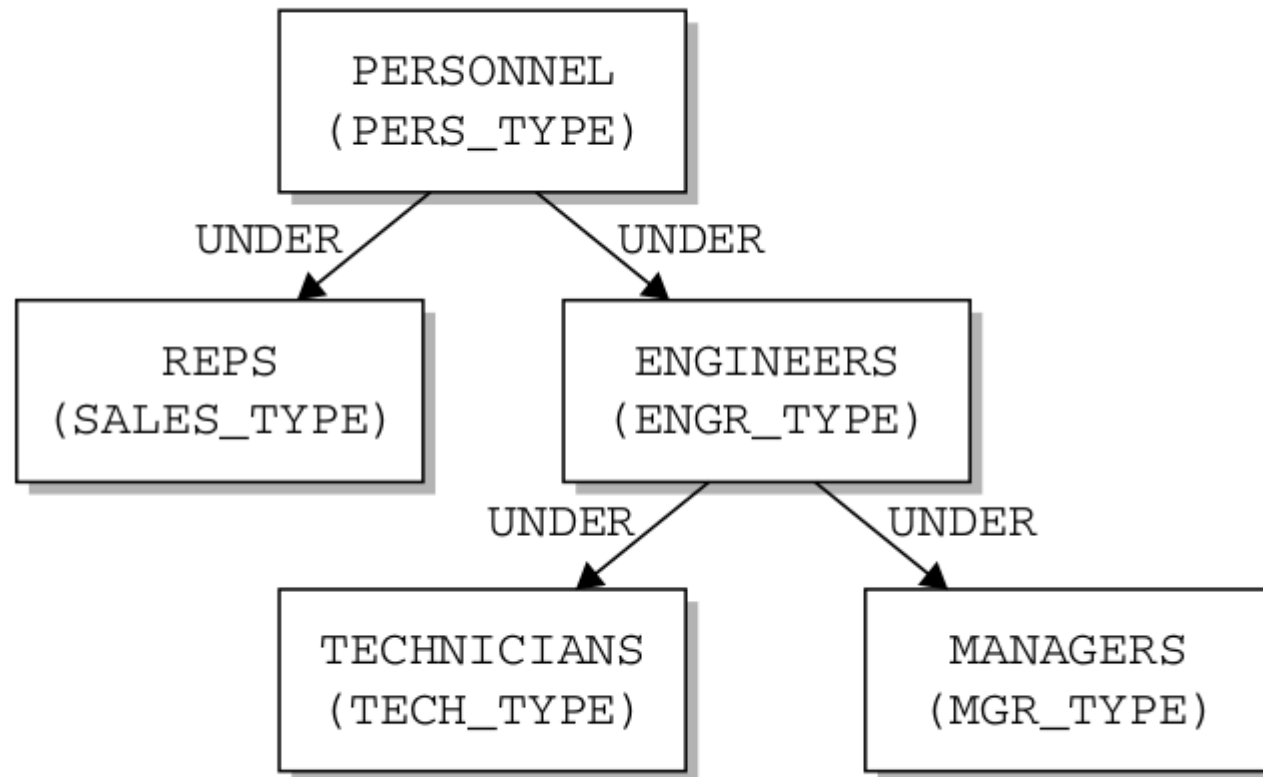 PERSONNEL
(PERS_TYPE)
UNDER
UNDER
REPS
(SALES_TYPE)
ENGINEERS
(ENGR_TYPE)
UNDER
UNDER
TECHNICIANS
(TECH_TYPE)
MANAGERS
(MGR_TYPE)